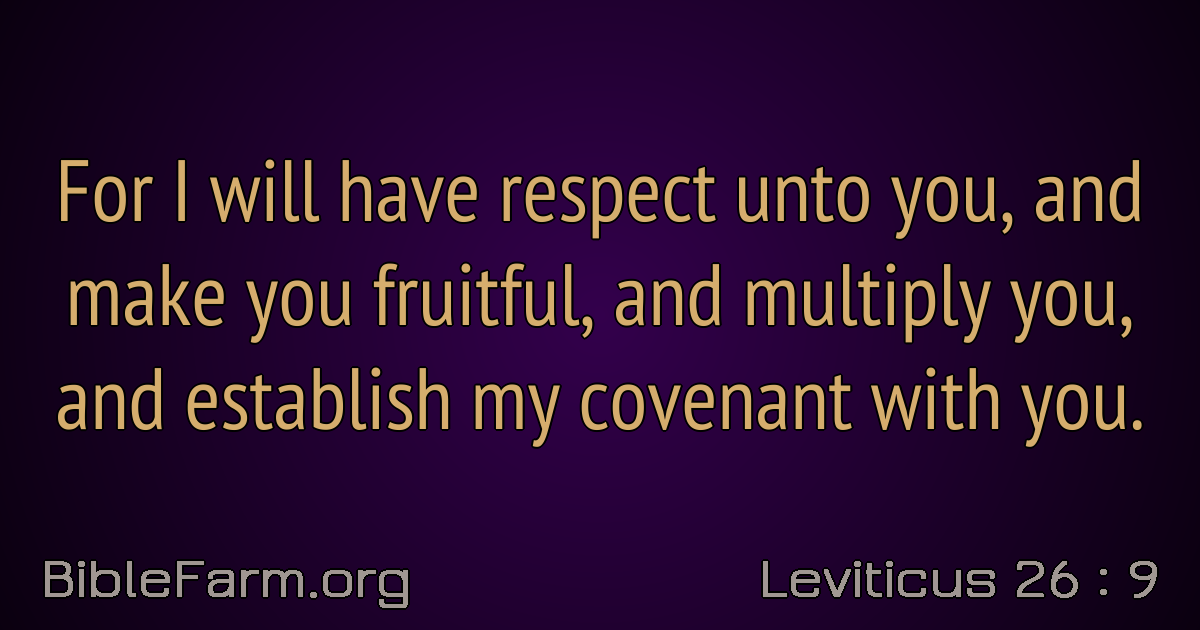 For I will have respect unto you, and
make you fruitful, and multiply you,
and establish my covenant with you.
BibleFarm.org
Leviticus 26 : 9